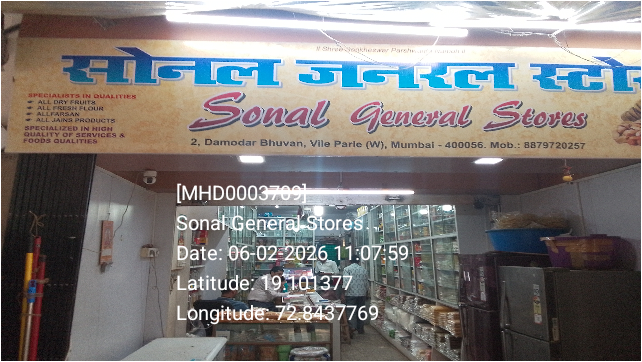 सोनल जनरल स्टो
SPECIALISTS IN QUALITIES
ALL DRY FRUITS
ALL FRESH FLOUR
ALLFARSAN
ALL JAINS PRODUCTS
SPECIALIZED IN HIGH
QUALITY OF SERVICES &
FOODS QUALITIES
Sonal General Stores
2, Damodar Bhuvan, Vile Parle (W), Mumbai - 400056. Mob.: 8879720257
[MHD0003789]
Sonal General Stores.
Date: 06-02-2026 11:07:59
Latitude: 19.101377
Longitude: 72.8437769